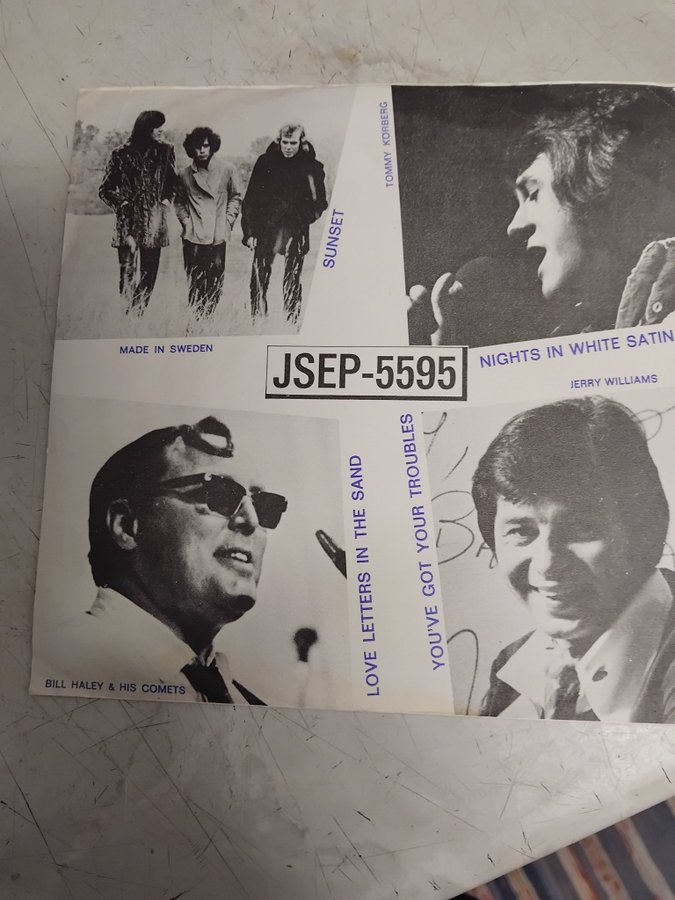 SUNSET
TOMMY KÖRBERG
MADE IN SWEDEN
JSEP-5595
NIGHTS IN WHITE SATIN
JERRY WILLIAMS
LOVE LETTERS IN THE SAND
YOU'VE GOT YOUR TROUBLES
BILL HALEY & HIS COMETS